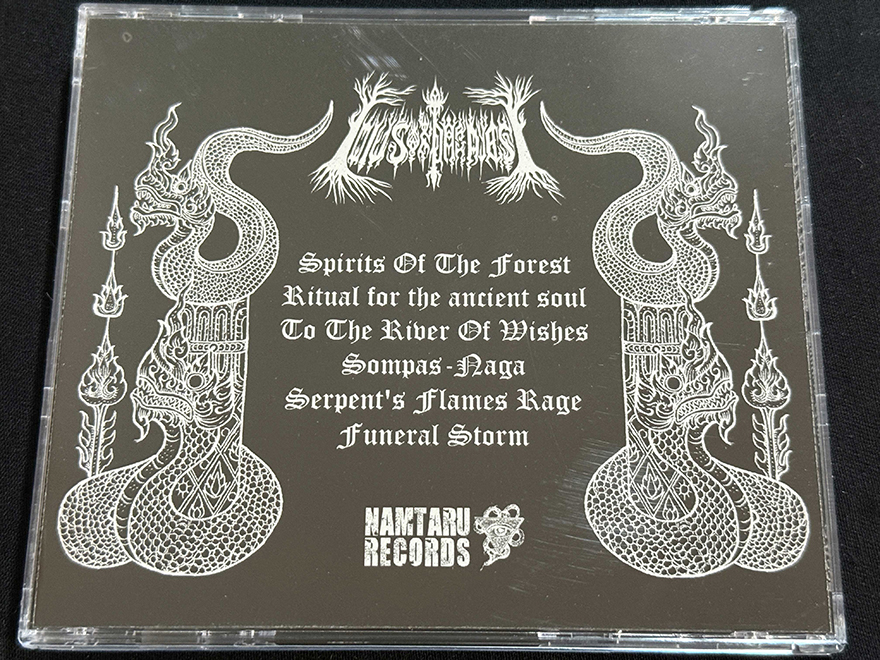 Spirits Of The Forest
Ritual for the ancient soul
To The River Of Wishes
Sompas-Naga
Serpent's Flames Rage
Funeral Storm
NAMTARU
RECORDS